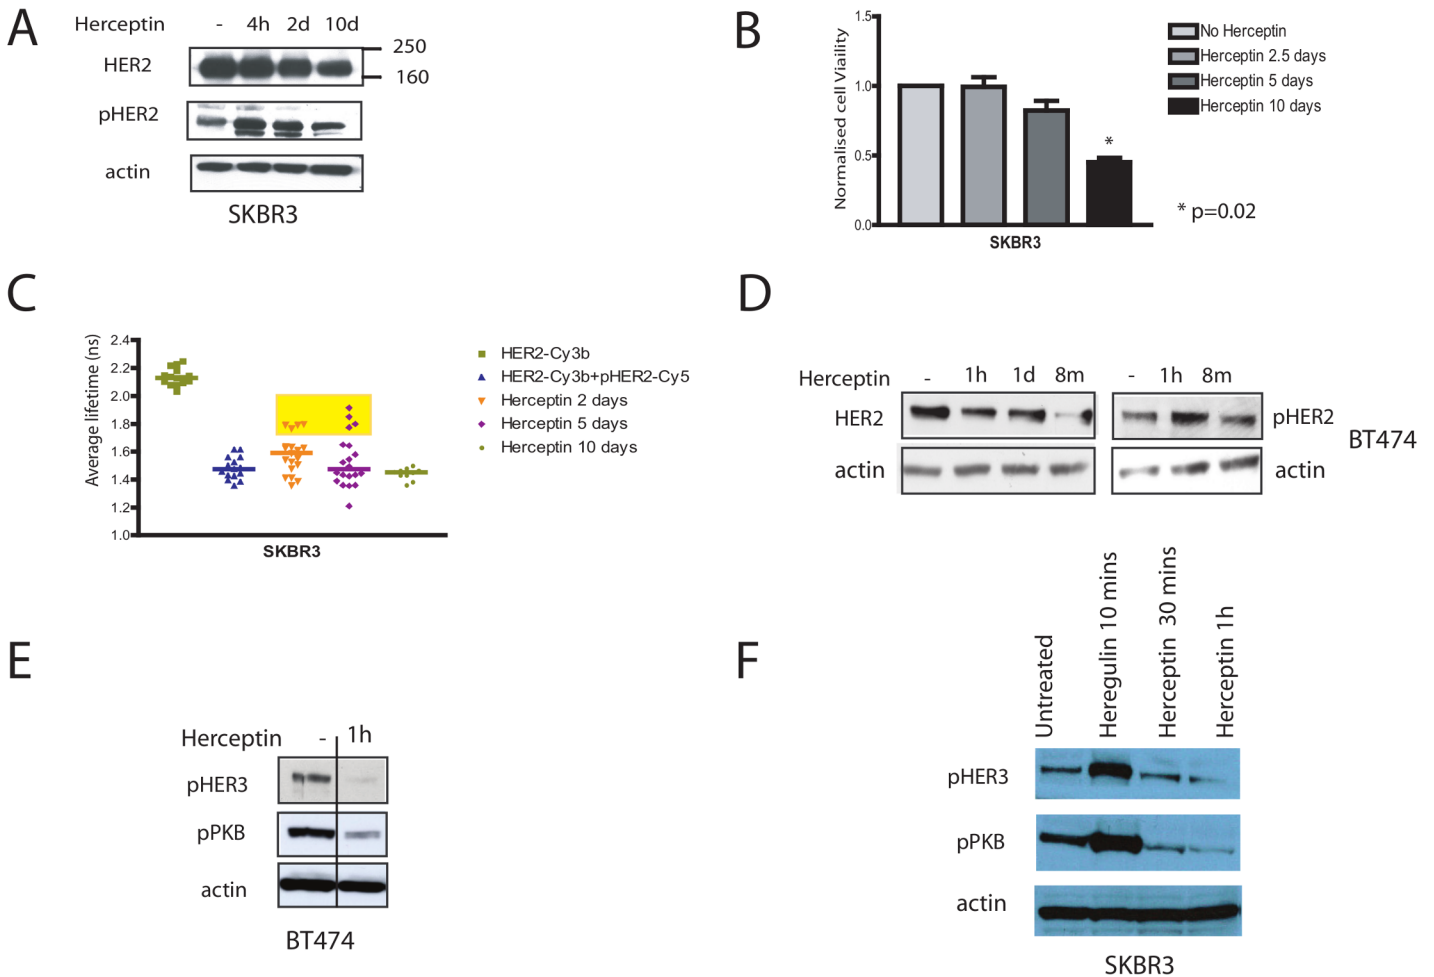 A
Herceptin - 4h 2d 10d
HER2
250
160
pHER2
actin
SKBR3
B
Normalised cell Viability
1.5
1.0
0.5
0.0
*
SKBR3
No Herceptin
Herceptin 2.5 days
Herceptin 5 days
Herceptin 10 days
* p=0.02
C
Average lifetime (ns)
2.4
2.2
2.0
1.8
1.6
1.4
1.2
1.0
SKBR3
HER2-Cy3b
HER2-Cy3b+pHER2-Cy5
Herceptin 2 days
Herceptin 5 days
Herceptin 10 days
D
Herceptin - 1h 1d 8m
HER2
actin
- 1h 8m
pHER2
actin
BT474
E
Herceptin - 1h
pHER3
pPKB
actin
BT474
F
Untreated
Heregulin 10 mins
Herceptin 30 mins
Herceptin 1h
pHER3
pPKB
actin
SKBR3